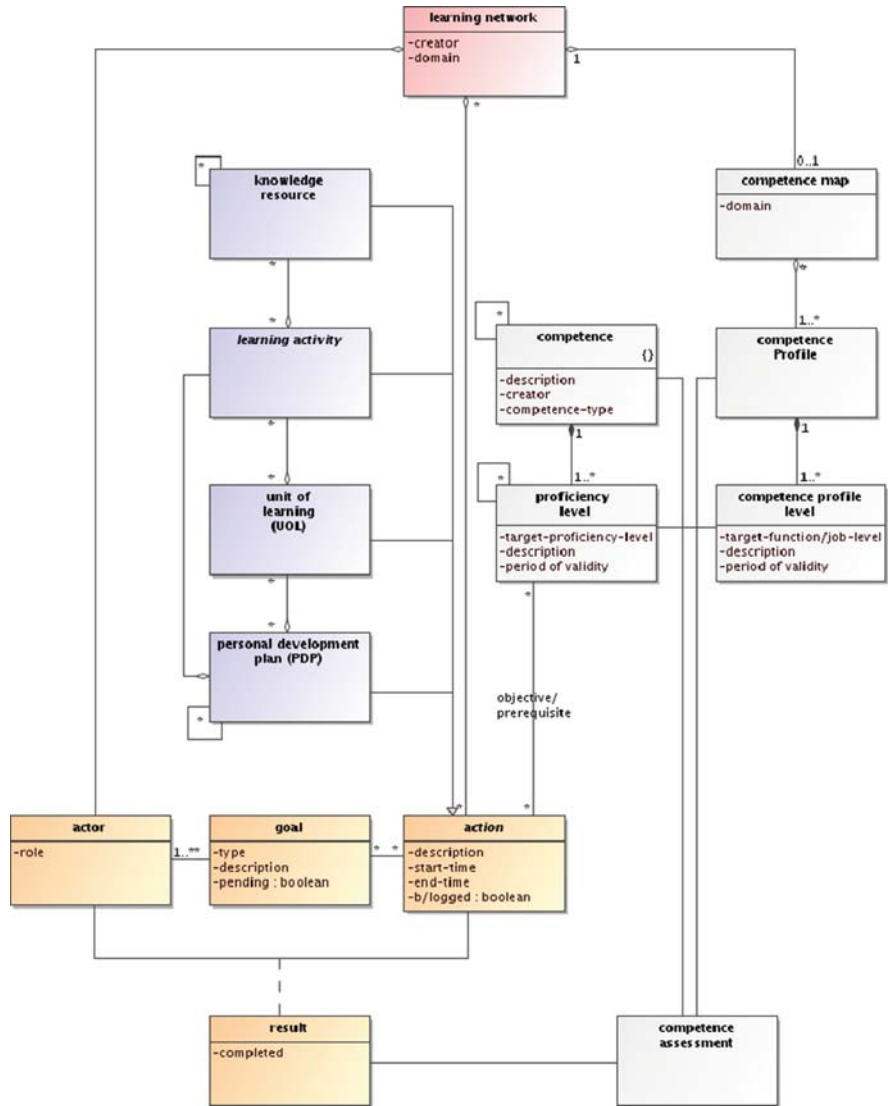 learning network
-creator
-domain
1
*
0..1
*
knowledge
resource
competence map
-domain
*
*
*
1..*
*
learning activity
competence
{}
-description
-creator
-competence-type
competence
Profile
*
1
1
*
1..*
1..*
*
unit of
learning
(UOL)
proficiency
level
-target-proficiency-level
-description
-period of validity
competence profile
level
-target-function/job-level
-description
-period of validity
*
*
*
personal development
plan (PDP)
*
objective/
prerequisite
*
*
actor
-role
1..**
goal
-type
-description
-pending : boolean
* *
action
-description
-start-time
-end-time
-b/logged : boolean
result
-completed
competence
assessment